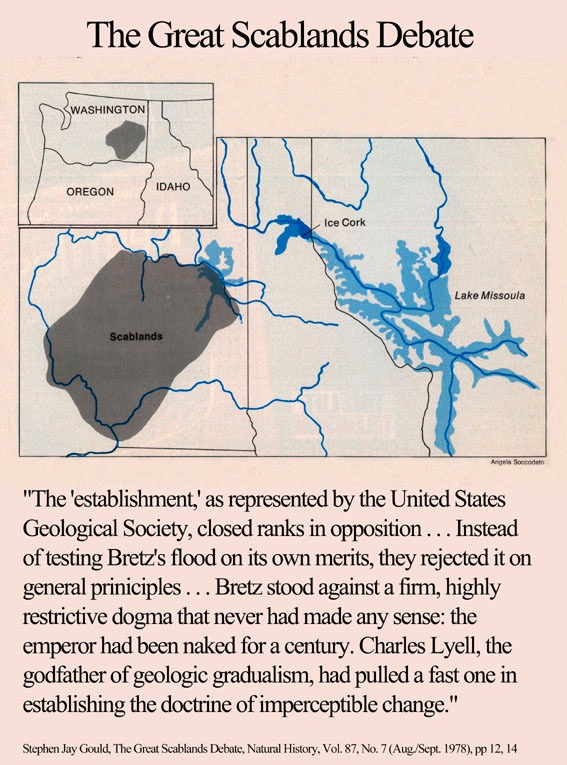 The Great Scablands Debate
WASHINGTON
OREGON
IDAHO
Ice Cork
Lake Missoula
Scablands
Angela Soccodato
"The 'establishment,' as represented by the United States
Geological Society, closed ranks in opposition . . . Instead
of testing Bretz's flood on its own merits, they rejected it on
general priniciples . . . Bretz stood against a firm, highly
restrictive dogma that never had made any sense: the
emperor had been naked for a century. Charles Lyell, the
godfather of geologic gradualism, had pulled a fast one in
establishing the doctrine of imperceptible change."
Stephen Jay Gould, The Great Scablands Debate, Natural History, Vol. 87, No. 7 (Aug./Sept. 1978), pp 12, 14